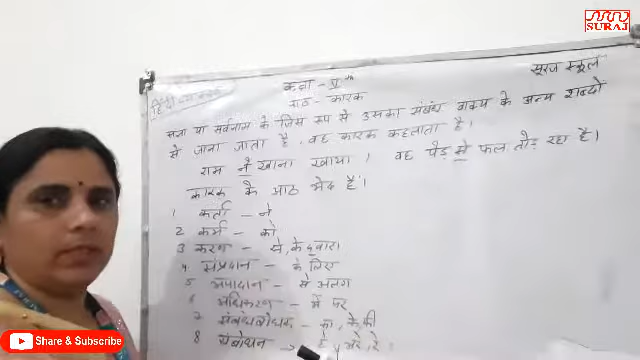 SURAJ
हिन्दी व्याकरण
कक्षा - VI
सूरज स्कूल
पाठ - कारक
संज्ञा या सर्वनाम के जिस रूप से उसका संबंध वाक्य के अन्य शब्दों
से जाना जाता है, वह कारक कहलाता है।
राम ने खाना खाया। वह पेड़ से फल तोड़ रहा है।
कारक के आठ भेद हैं।
1 कर्ता - ने
2 कर्म - को
3 करण - से, के द्वारा
4 संप्रदान - के लिए
5 अपादान - से अलग
6 अधिकरण - में पर
7 संबंधबोधक - का, के, की
8 संबोधन - हे, अरे, रे
Share & Subscribe